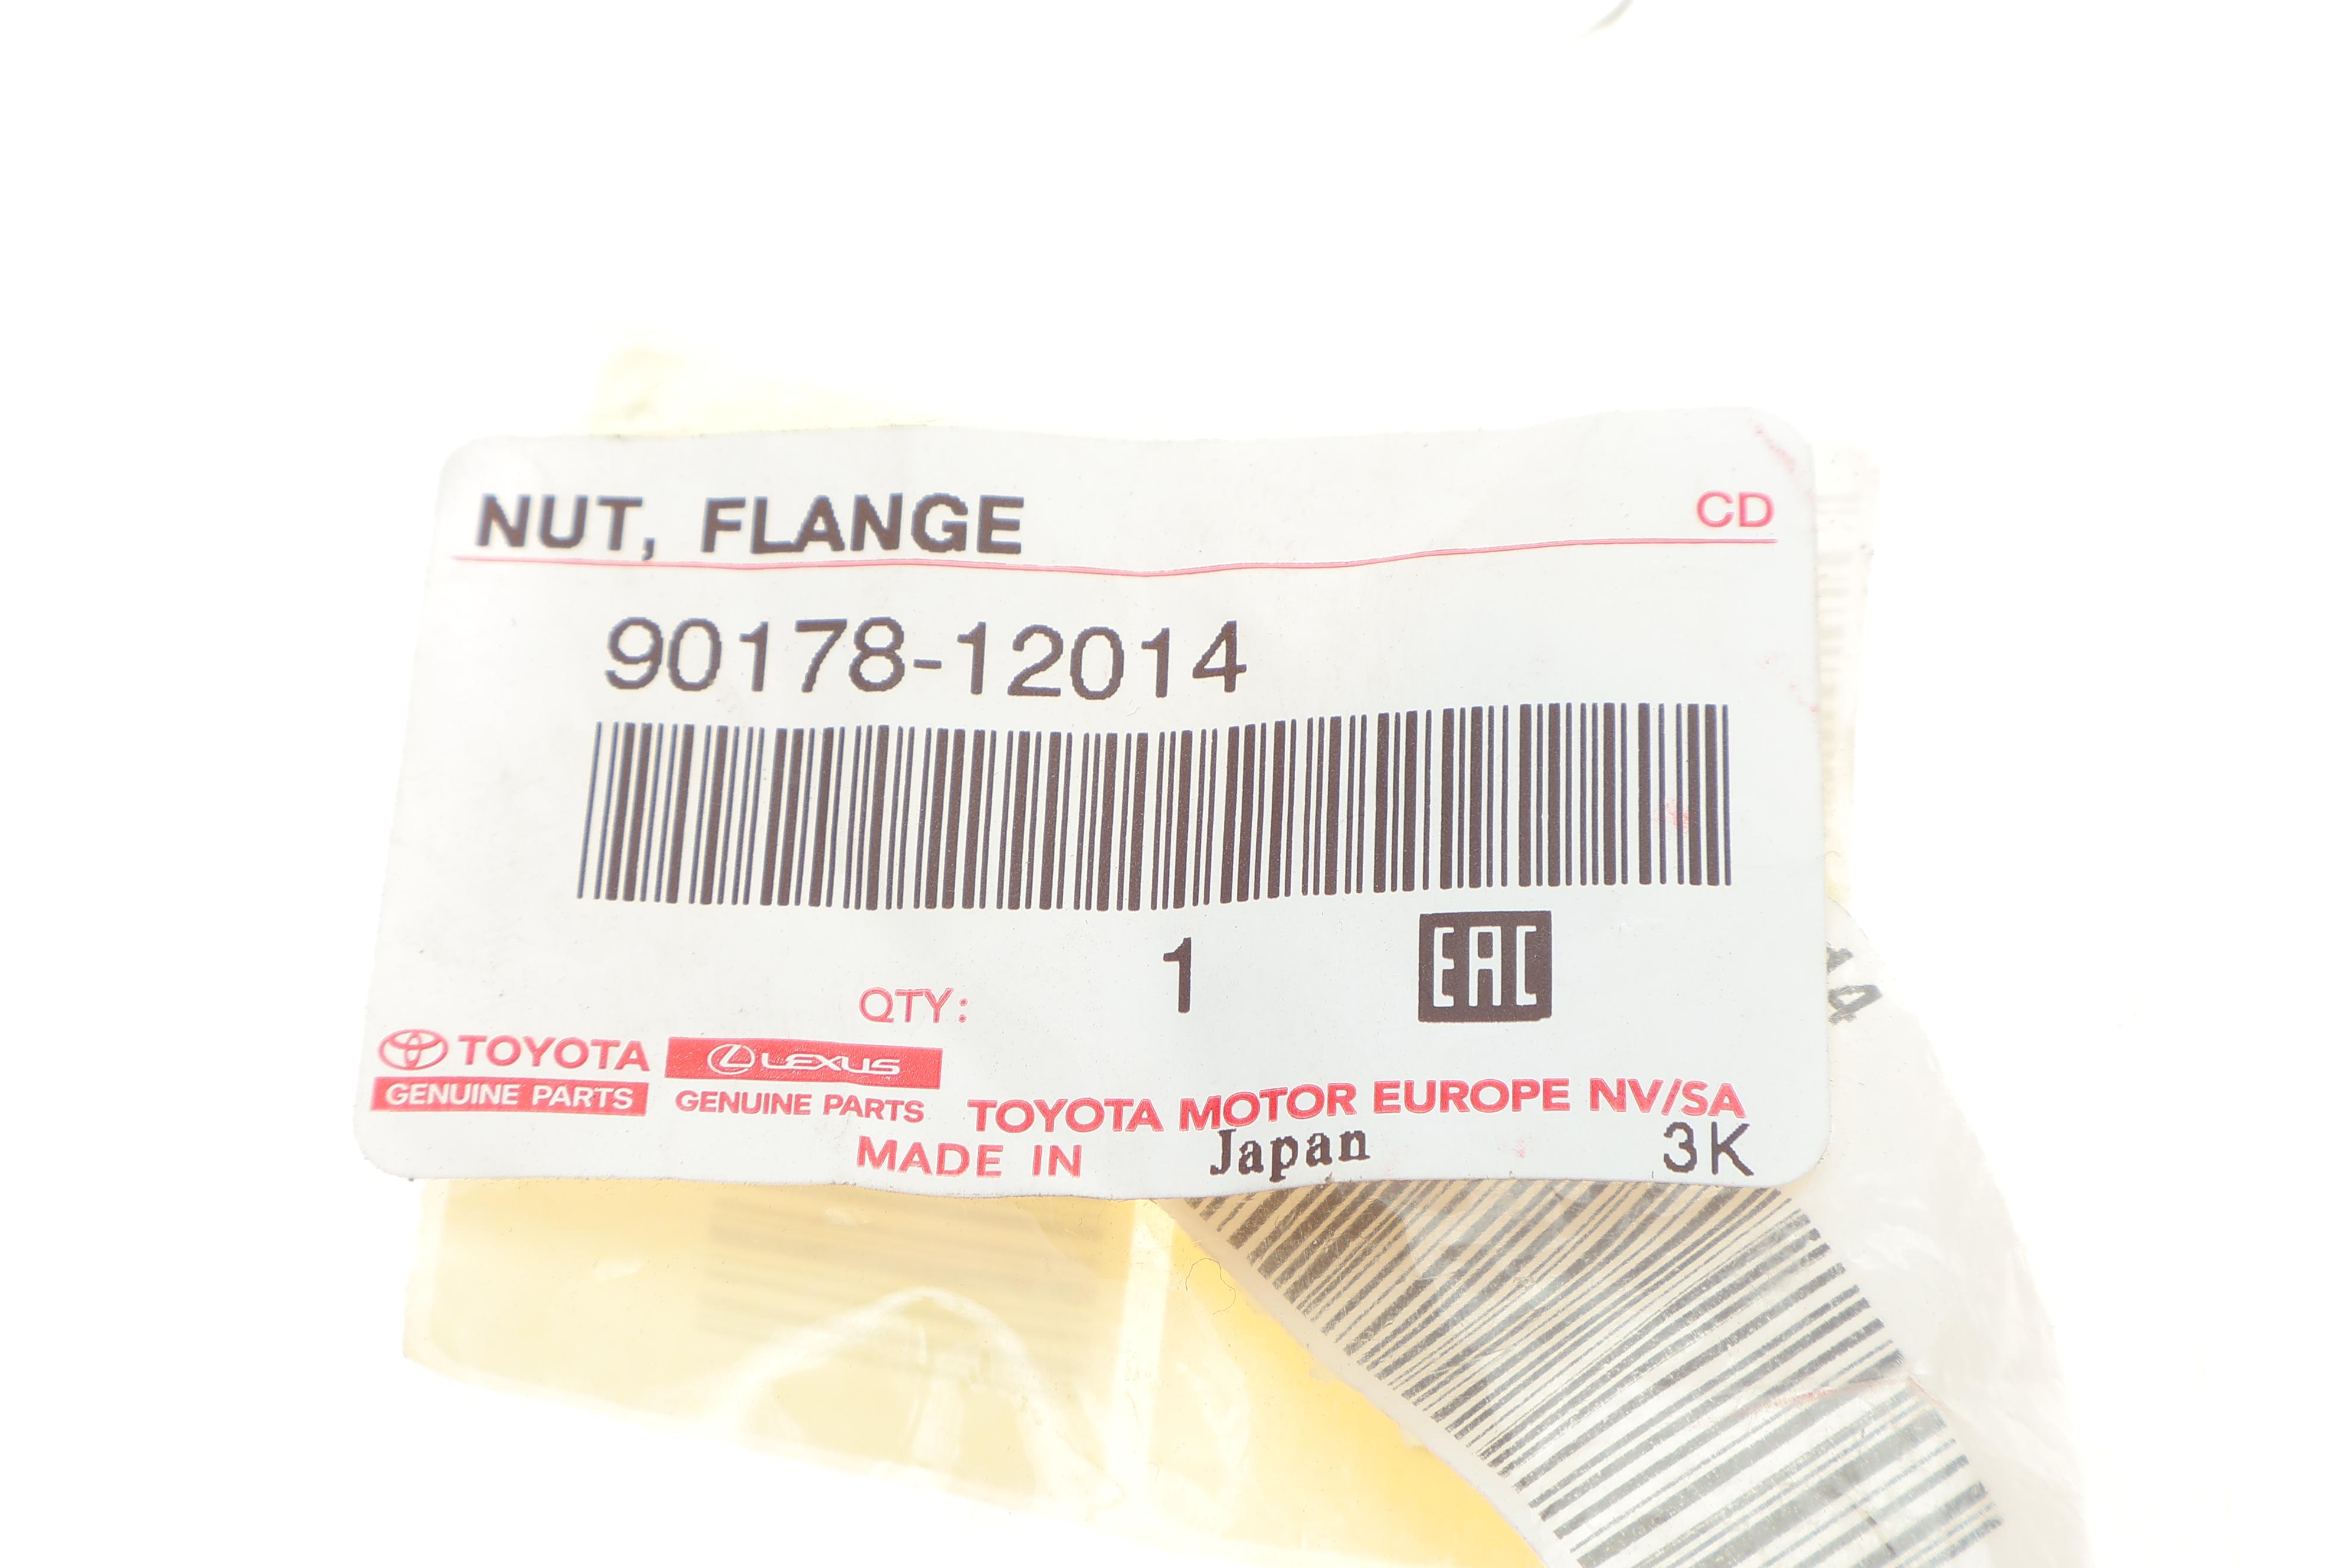 NUT, FLANGE
CD
90178-12014
1
EAC
QTY:
TOYOTA
GENUINE PARTS
LEXUS
GENUINE PARTS
TOYOTA MOTOR EUROPE NV/SA
MADE IN Japan 3K